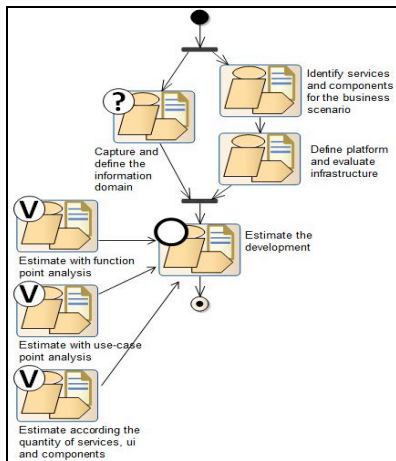 Identify services
and components
for the business
scenario
?
Capture and
define the
information
domain
Define platform
and evaluate
infrastructure
V
Estimate with function
point analysis
Estimate the
development
V
Estimate with use-case
point analysis
V
Estimate according the
quantity of services, ui
and components